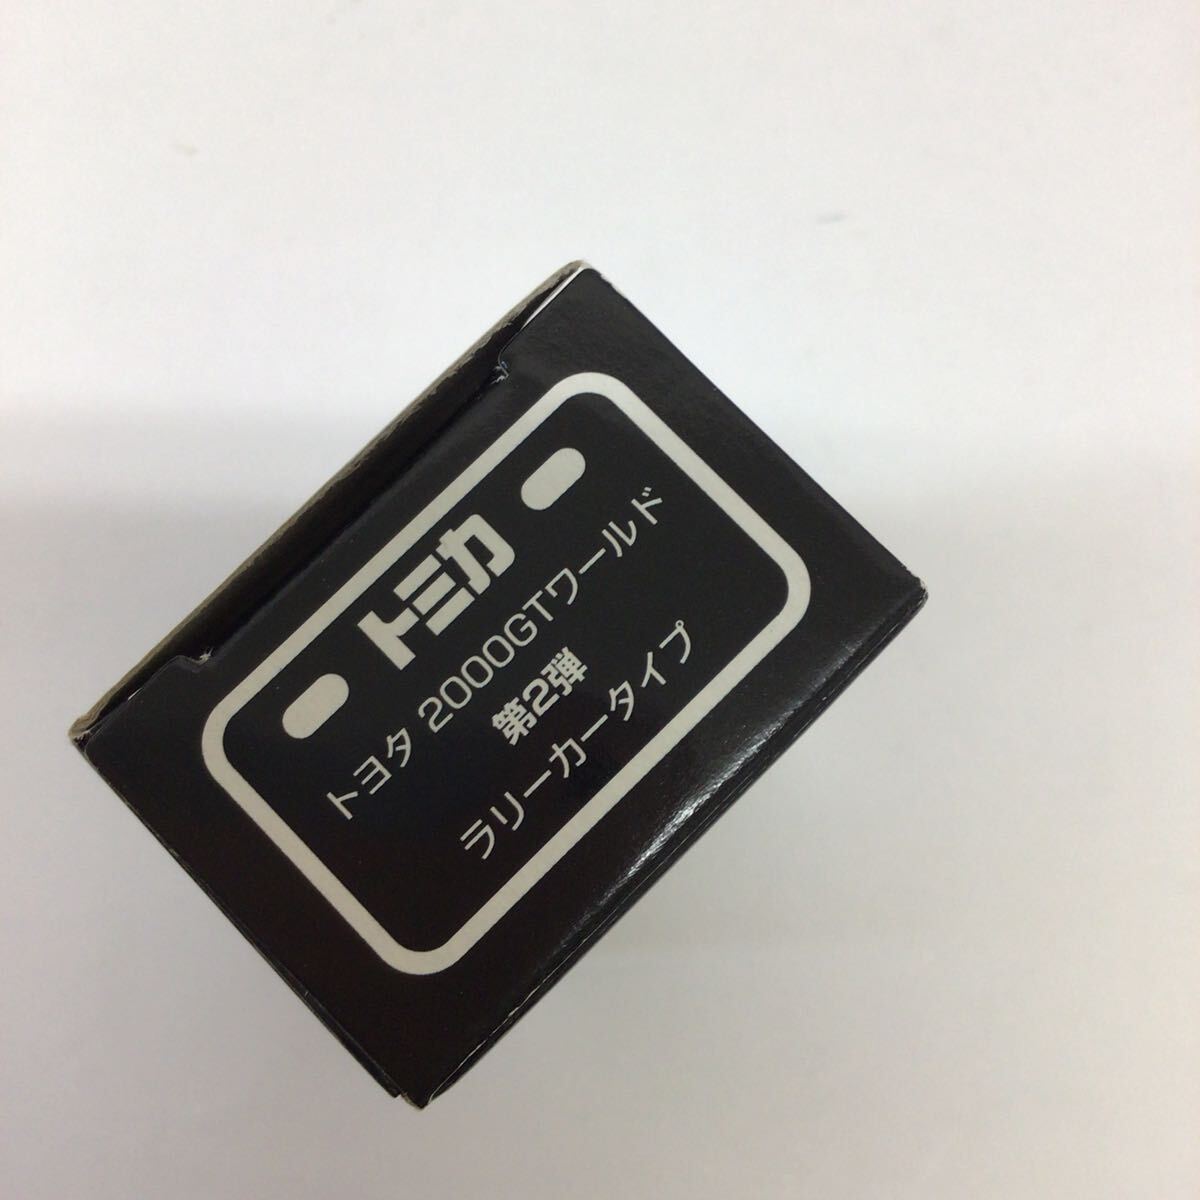 トミカ
トヨタ 2000GTワールド
第2弾
ラリーカータイプ